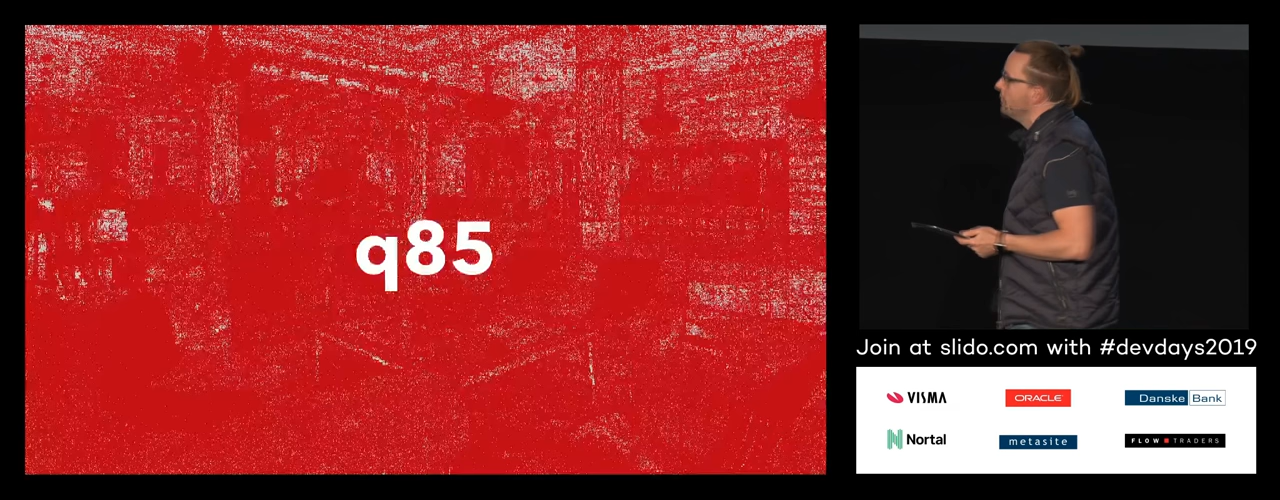 q85
Join at slido.com with #devdays2019
VISMA
ORACLE
Danske Bank
Nortal
metasite
FLOW TRADERS